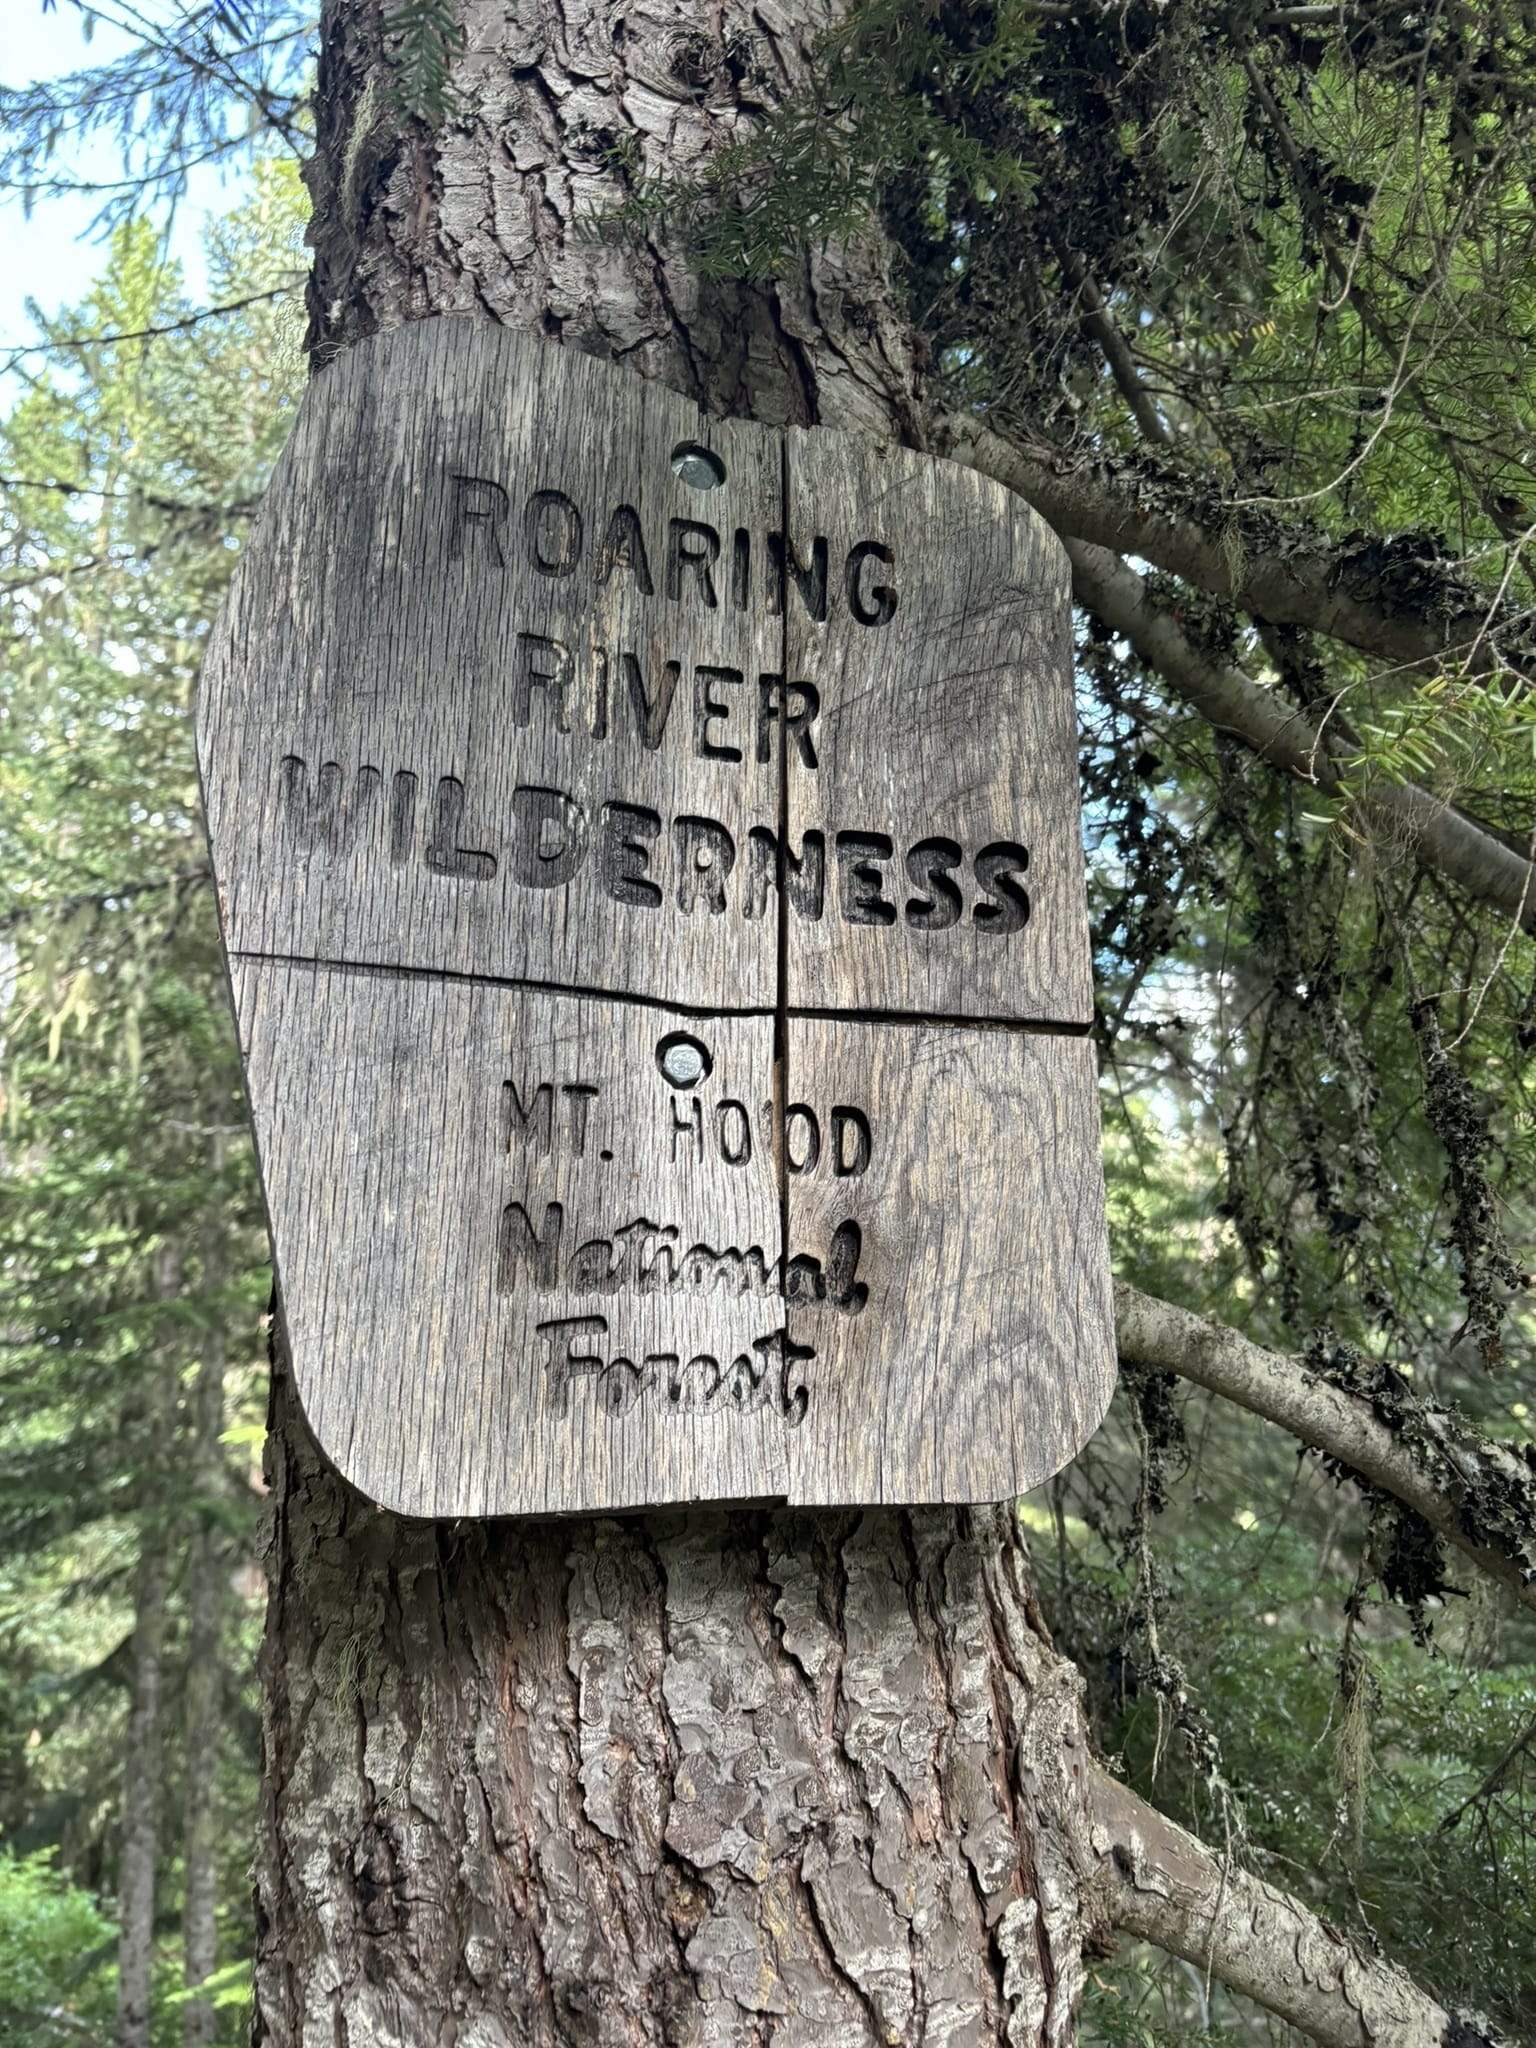 ROARING
RIVER
WILDERNESS
MT. HOOD
National
Forest